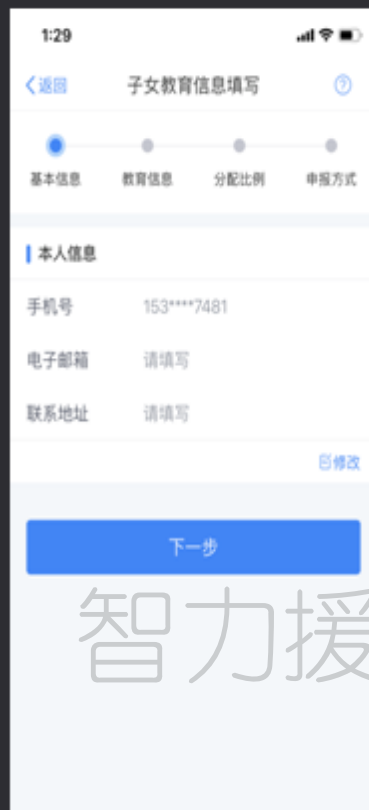 1:29
返回 子女教育信息填写
基本信息 教育信息 分配比例 申报方式
本人信息
手机号 153****7481
电子邮箱 请填写
联系地址 请填写
修改
下一步
智力援